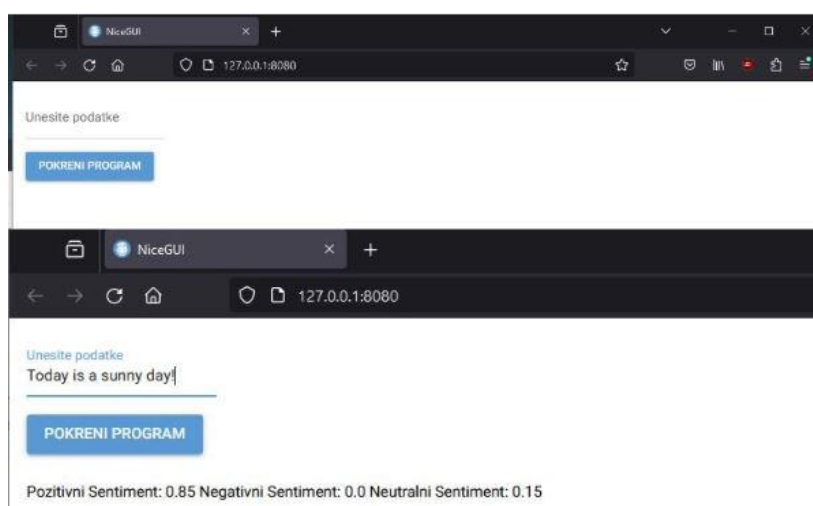 NiceGUI
127.0.0.1:8080
Unesite podatke
POKRENI PROGRAM
NiceGUI
127.0.0.1:8080
Unesite podatke
Today is a sunny day!
POKRENI PROGRAM
Pozitivni Sentiment: 0.85 Negativni Sentiment: 0.0 Neutralni Sentiment: 0.15